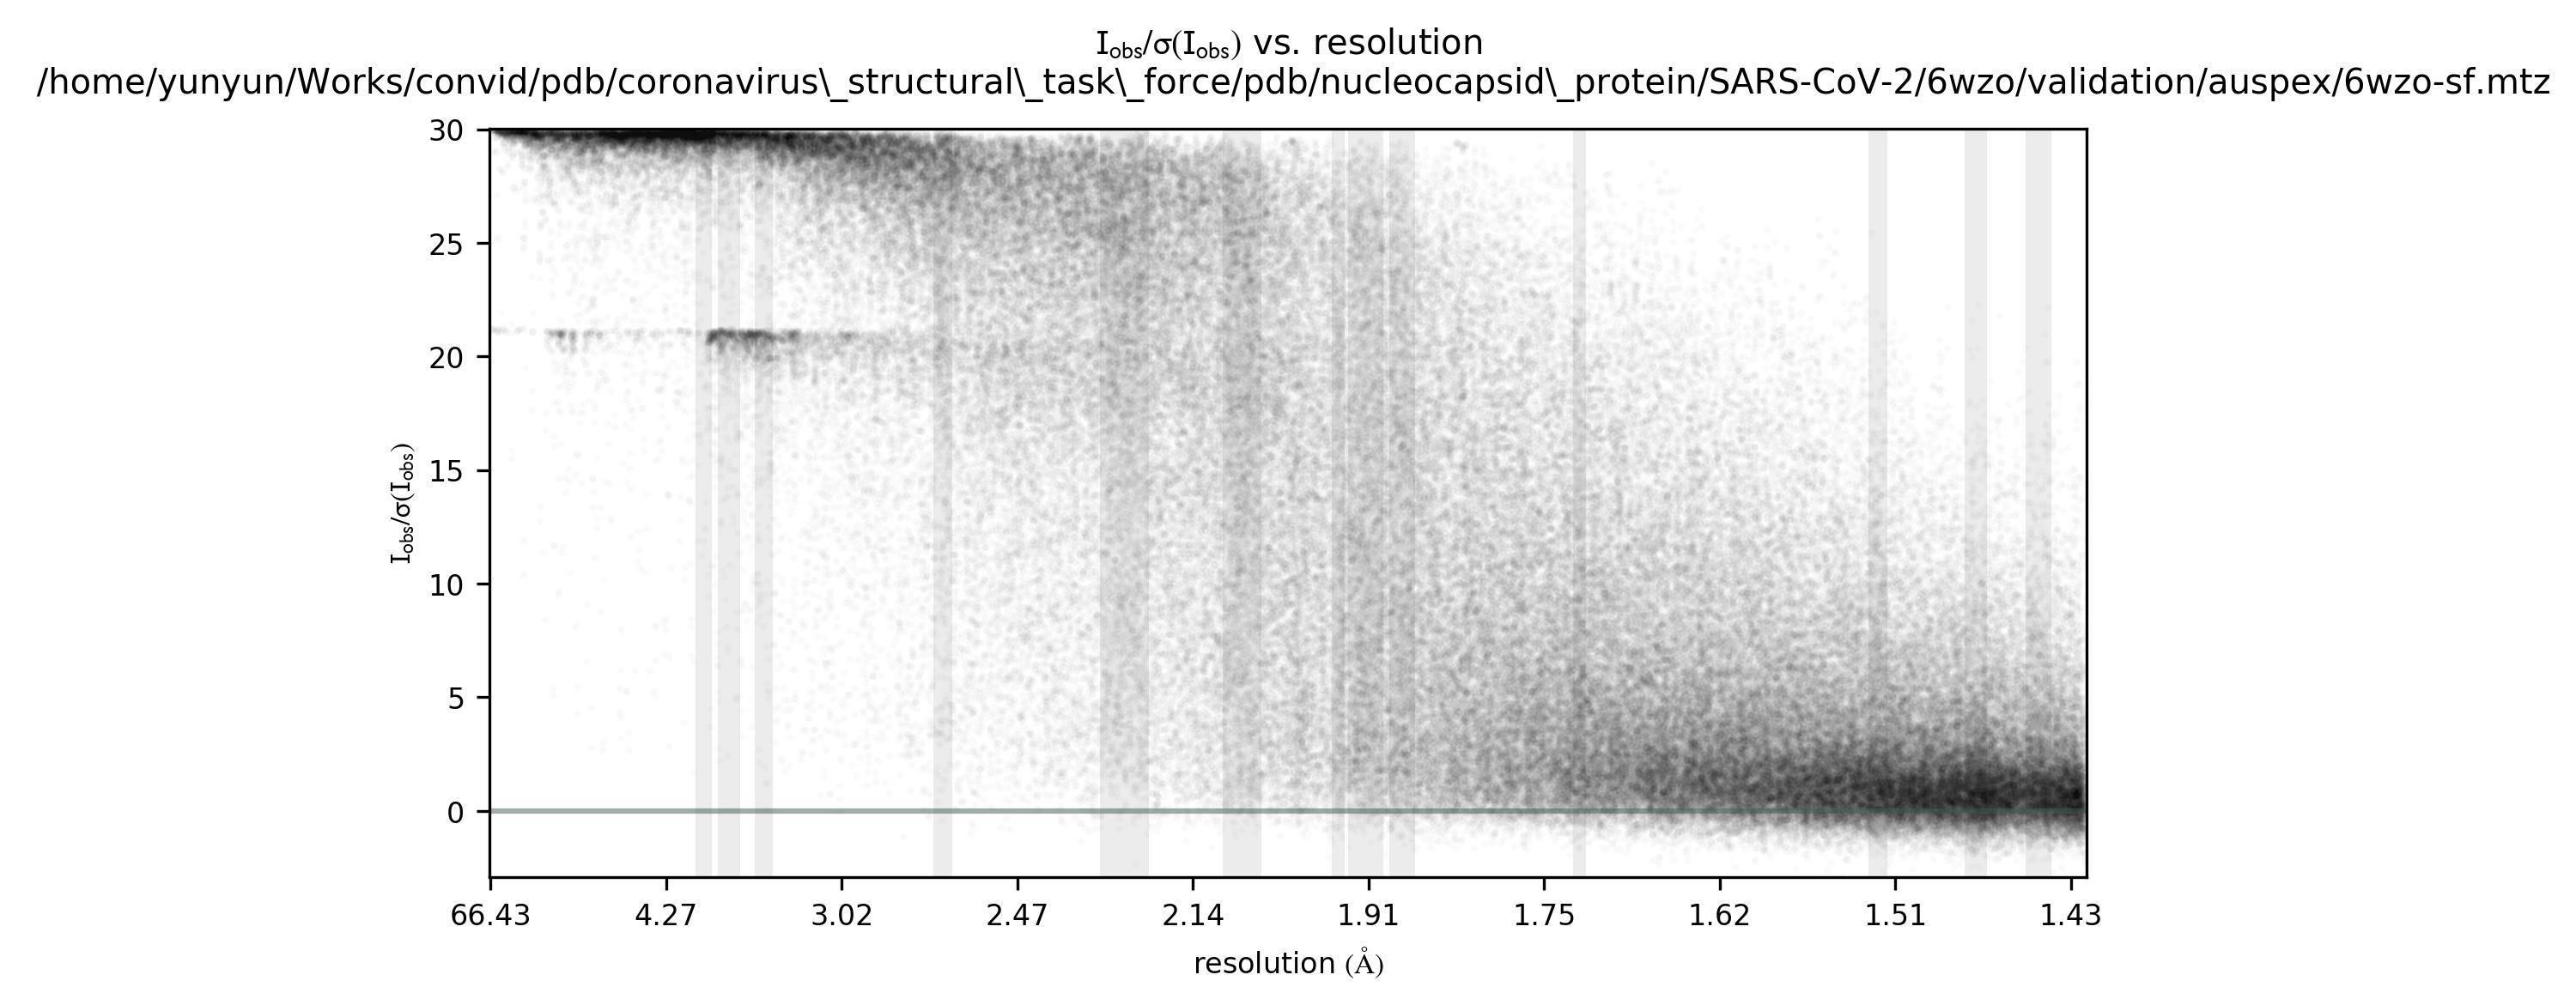 Iobs/σ(Iobs) vs. resolution
/home/yunyun/Works/convid/pdb/coronavirus\_structural\_task\_force/pdb/nucleocapsid\_protein/SARS-CoV-2/6wzo/validation/auspex/6wzo-sf.mtz
30
25
20
15
10
5
0
Iobs/σ(Iobs)
66.43 4.27 3.02 2.47 2.14 1.91 1.75 1.62 1.51 1.43
resolution (Å)